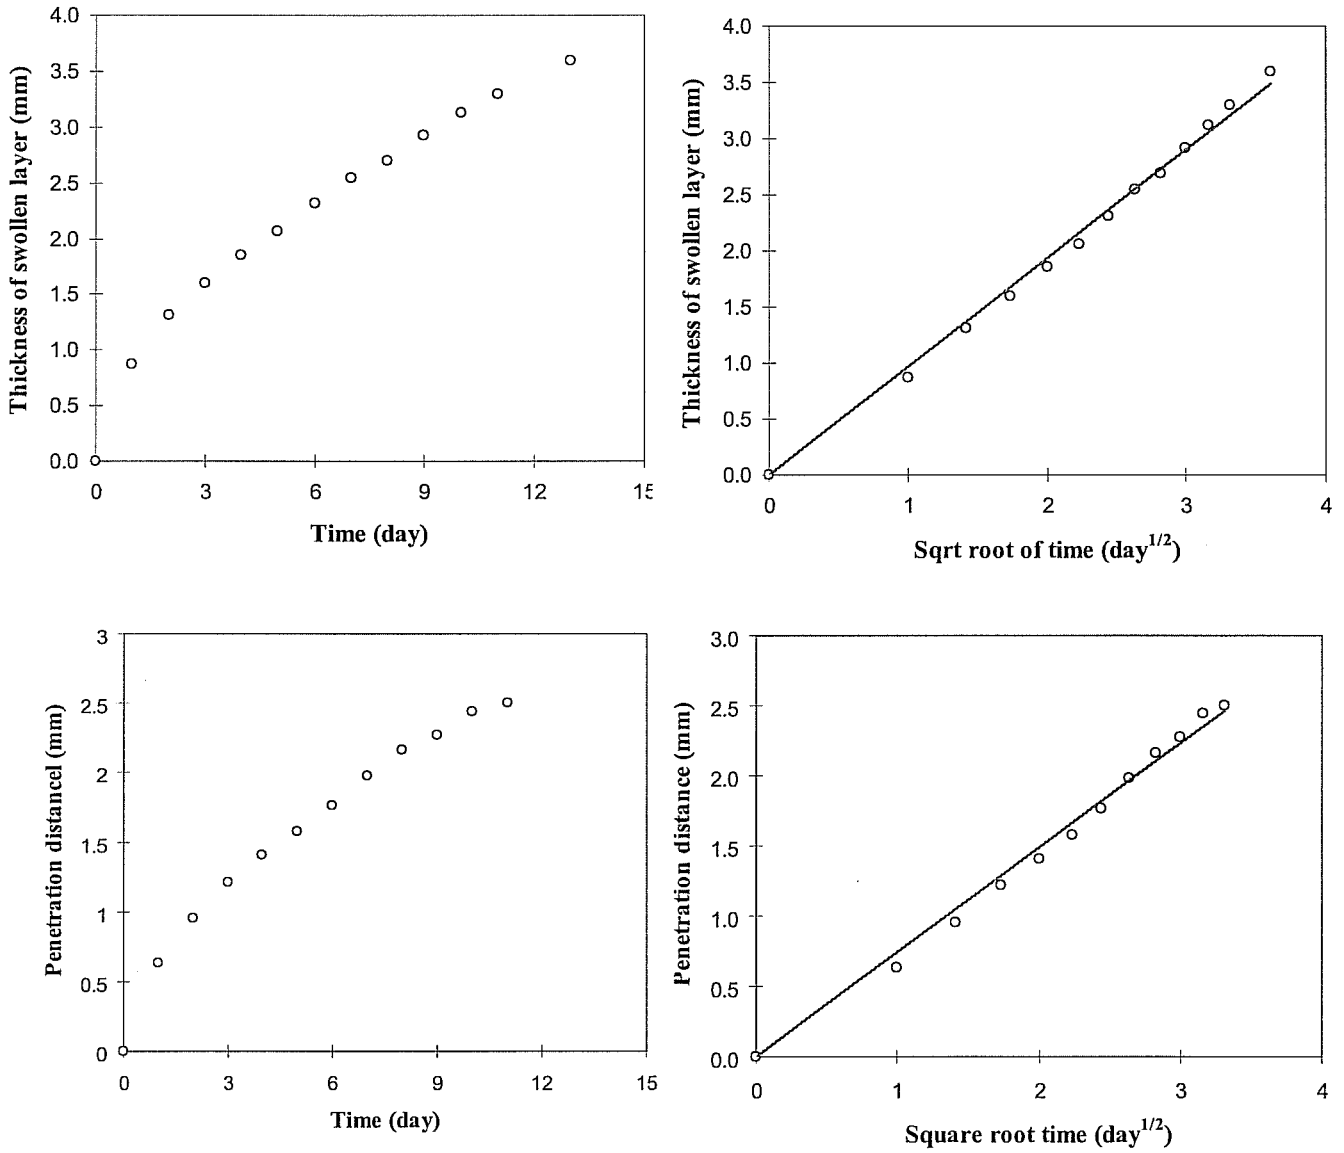 4.0
3.5
3.0
2.5
2.0
1.5
1.0
0.5
0.0
Thickness of swollen layer (mm)
0 3 6 9 12 15
Time (day)
4.0
3.5
3.0
2.5
2.0
1.5
1.0
0.5
0.0
Thickness of swollen layer (mm)
0 1 2 3 4
Sqrt root of time (day1/2)
3
2.5
2
1.5
1
0.5
0
Penetration distancel (mm)
0 3 6 9 12 15
Time (day)
3.0
2.5
2.0
1.5
1.0
0.5
0.0
Penetration distance (mm)
0 1 2 3 4
Square root time (day1/2)